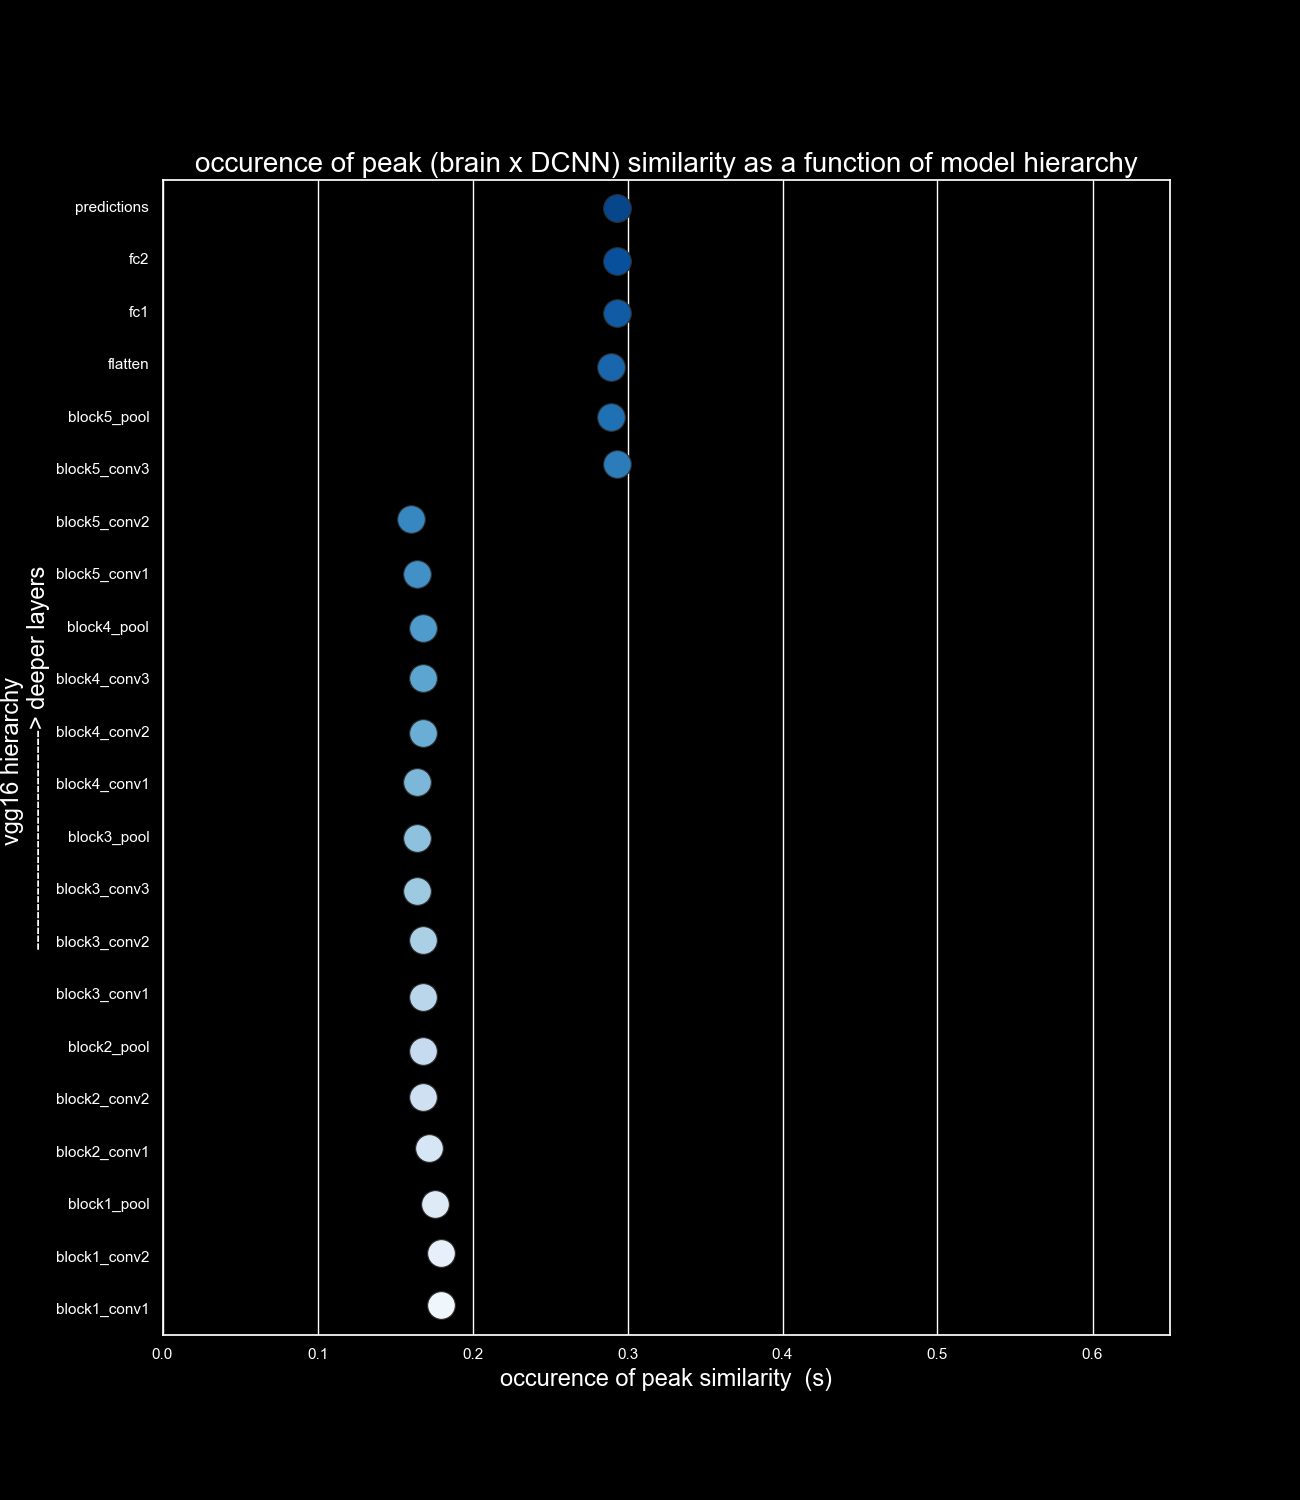 occurence of peak (brain x DCNN) similarity as a function of model hierarchy
predictions
fc2
fc1
flatten
block5_pool
block5_conv3
block5_conv2
block5_conv1
block4_pool
block4_conv3
block4_conv2
block4_conv1
block3_pool
block3_conv3
block3_conv2
block3_conv1
block2_pool
block2_conv2
block2_conv1
block1_pool
block1_conv2
block1_conv1
vgg16 hierarchy
--------------------> deeper layers
0.0 0.1 0.2 0.3 0.4 0.5 0.6
occurence of peak similarity  (s)